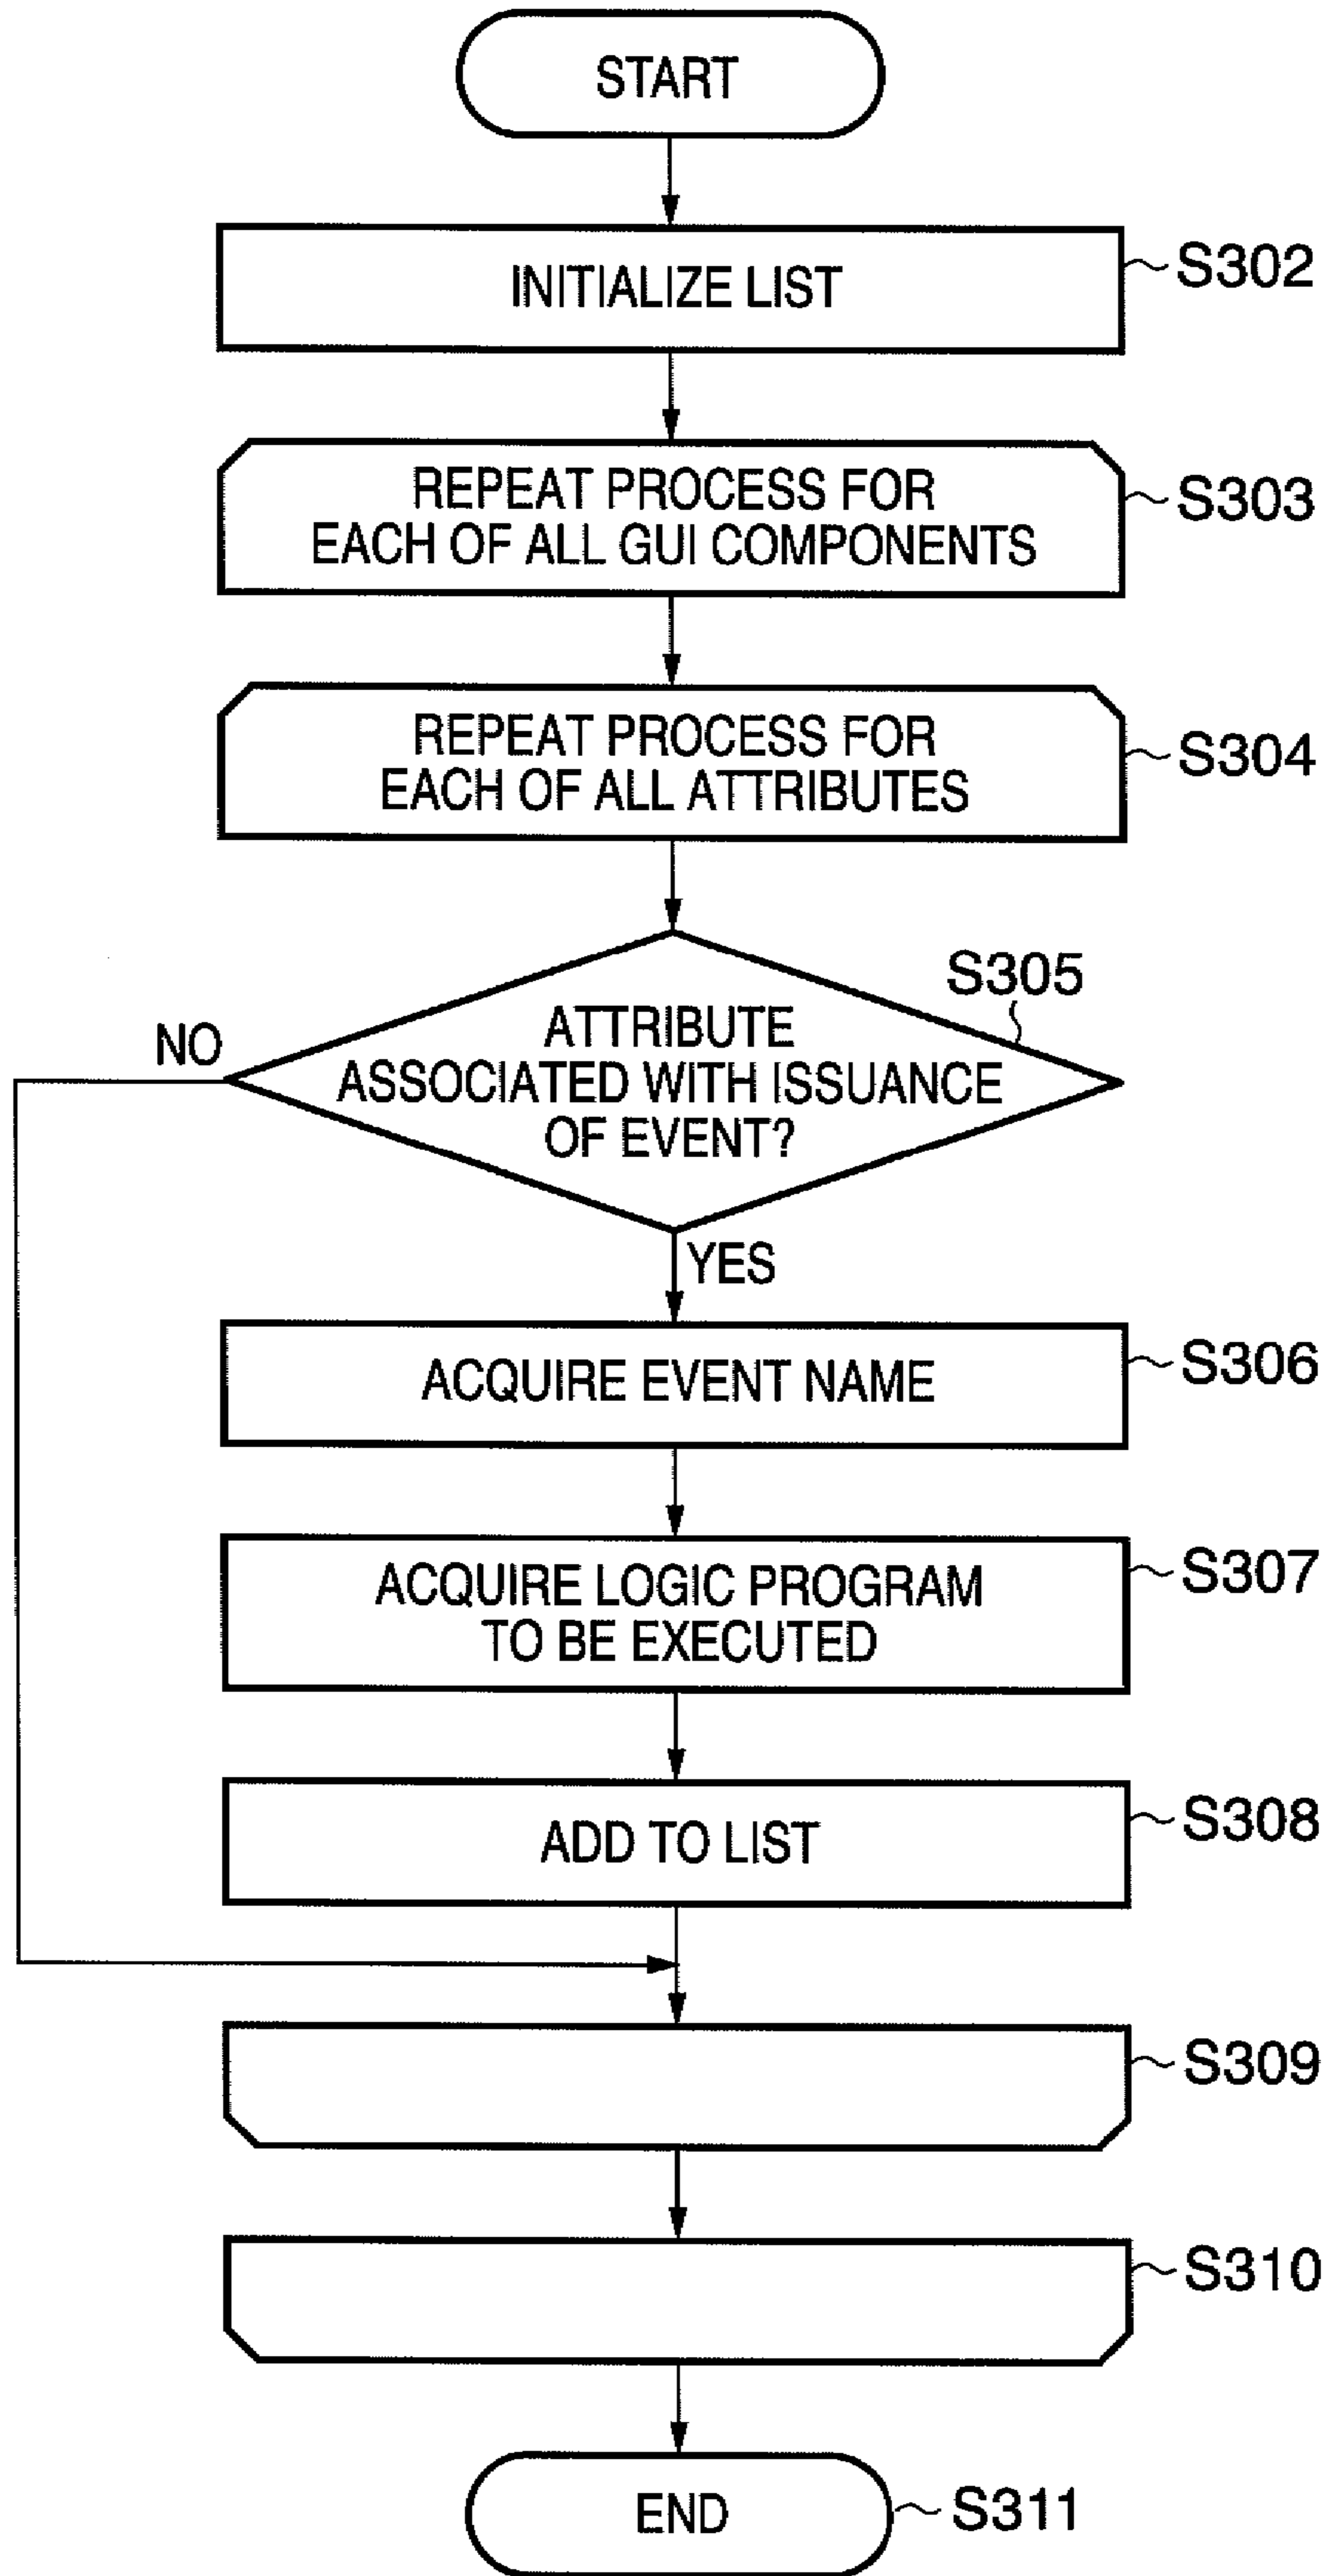 START
INITIALIZE LIST
S302
REPEAT PROCESS FOR
EACH OF ALL GUI COMPONENTS
S303
REPEAT PROCESS FOR
EACH OF ALL ATTRIBUTES
S304
S305
NO
ATTRIBUTE
ASSOCIATED WITH ISSUANCE
OF EVENT?
YES
ACQUIRE EVENT NAME
S306
ACQUIRE LOGIC PROGRAM
TO BE EXECUTED
S307
ADD TO LIST
S308
S309
S310
END
S311